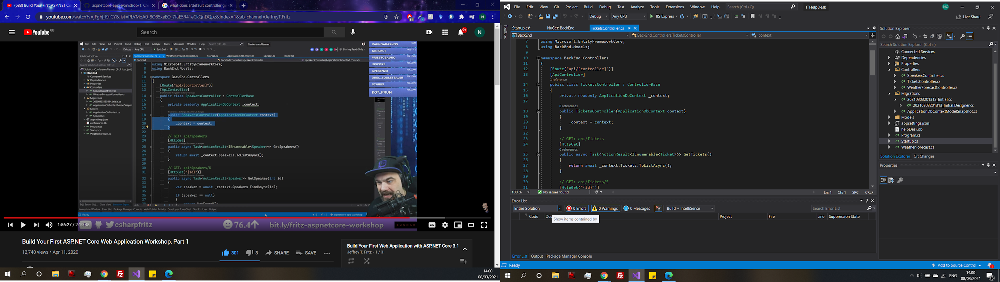 (683) Build Your First ASP.NET Co
aspnetcore-app-workshop/1. Cre
what does a default controller ge
youtube.com/watch?v=jFghj_l9-CY&list=PLVMqA0_8O85xeEO_7faE5R41eCkQnDQpz&index=1&ab_channel=JeffreyT.Fritz
YouTube GB
Search
9+
N
File Edit View Git Project Build Debug Test Analyze Tools Extensions Window Help Search (Ctrl+Q) ConferencePlanner
Debug Any CPU BackEnd Sharing Read-Only
Solution Explorer
Search Solution Explorer (Ctrl+;)
Solution 'ConferencePlanner' (1 of 1 project)
BackEnd
Connected Services
Dependencies
Properties
Controllers
SpeakersController.cs
WeatherForecastController.cs
Migrations
20200403155414_Initial.cs
ApplicationDbContextModelSnapsh
Models
ApplicationDbContext.cs
Speaker.cs
appsettings.json
conferences.db
Program.cs
Startup.cs
WeatherForecast.cs
SpeakersController.cs WeatherForecastController.cs Startup.cs ApplicationDbContext.cs Speaker.cs BackEnd
BackEnd BackEnd.Controllers.SpeakersController SpeakersController(ApplicationDbContext context)
7 using Microsoft.EntityFrameworkCore;
8 using BackEnd.Models;
9
10 namespace BackEnd.Controllers
11 {
12 [Route("api/[controller]")]
13 [ApiController]
14 public class SpeakersController : ControllerBase
15 {
16 private readonly ApplicationDbContext _context;
17
18 public SpeakersController(ApplicationDbContext context)
19 {
20 _context = context;
21 }
22
23 // GET: api/Speakers
24 [HttpGet]
25 public async Task<ActionResult<IEnumerable<Speaker>>> GetSpeakers()
26 {
27 return await _context.Speakers.ToListAsync();
28 }
29
30 // GET: api/Speakers/5
31 [HttpGet("{id}")]
32 public async Task<ActionResult<Speaker>> GetSpeaker(int id)
33 {
34 var speaker = await _context.Speakers.FindAsync(id);
35
36 if (speaker == null)
37 {
RAGNOARAKNOS SUB
JANISKU7 HOST - 1
PRIESTOSAURO FOLLOW
INSCORE FOLLOW
AVEKENZO FOLLOW
DREC_SOULSTEALER FOLLOW
SCHRIIS FOLLOW
KOT_PRUN FOLLOW
SQL Server Obj... Class View Solution Explo...
Immediate Window Error List Package Manager Console Web Publish Activity Developer PowerShell Test Explorer Output
Ready aspnetcore-app-workshop
1:56:27 / 2:19:45
csharpfritz
76.4
bit.ly/fritz-aspnetcore-workshop
GUNNAR
Build Your First ASP.NET Core Web Application Workshop, Part 1
12,740 views • Apr 11, 2020
301 3 SHARE SAVE
Build Your First Web Application with ASP.NET Core 3.1
Jeffrey T. Fritz - 1 / 3
14:00
08/03/2021
File Edit View Git Project Build Debug Test Analyze Tools Extensions Window Help Search (Ctrl+Q) ITHelpDesk NC
Debug Any CPU IIS Express Live Share
Toolbox
Startup.cs* NuGet: BackEnd TicketsController.cs
BackEnd BackEnd.Controllers.TicketsController _context
7 using Microsoft.EntityFrameworkCore;
8 using BackEnd.Models;
9
10 namespace BackEnd.Controllers
11 {
12 [Route("api/[controller]")]
13 [ApiController]
1 reference
14 public class TicketsController : ControllerBase
15 {
16 private readonly ApplicationDbContext _context;
17
0 references
18 public TicketsController(ApplicationDbContext context)
19 {
20 _context = context;
21 }
22
23 // GET: api/Tickets
24 [HttpGet]
0 references
25 public async Task<ActionResult<IEnumerable<Ticket>>> GetTickets()
26 {
27 return await _context.Tickets.ToListAsync();
28 }
29
30 // GET: api/Tickets/5
31 [HttpGet("{id}")]
100 % No issues found Ln: 1 Ch: 1 SPC CRLF
Error List
Entire Solution 0 Errors 0 Warnings 0 Messages Build + IntelliSense Search Error List
Code Des Project File Line Suppression State
Show items contained by
Error List Output Package Manager Console
Ready Add to Source Control 1
Solution Explorer
Search Solution Explorer (Ctrl+;)
Connected Services
Dependencies
Properties
Controllers
SpeakersController.cs
TicketsController.cs
WeatherForecastController.cs
Migrations
20210303201313_Initial.cs
20210303201313_Initial.Designer.cs
ApplicationDbContextModelSnapshot.cs
Models
appsettings.json
helpDesk.db
Program.cs
Startup.cs
WeatherForecast.cs
Solution Explorer Git Changes
Properties
ENG
14:00
08/03/2021
15